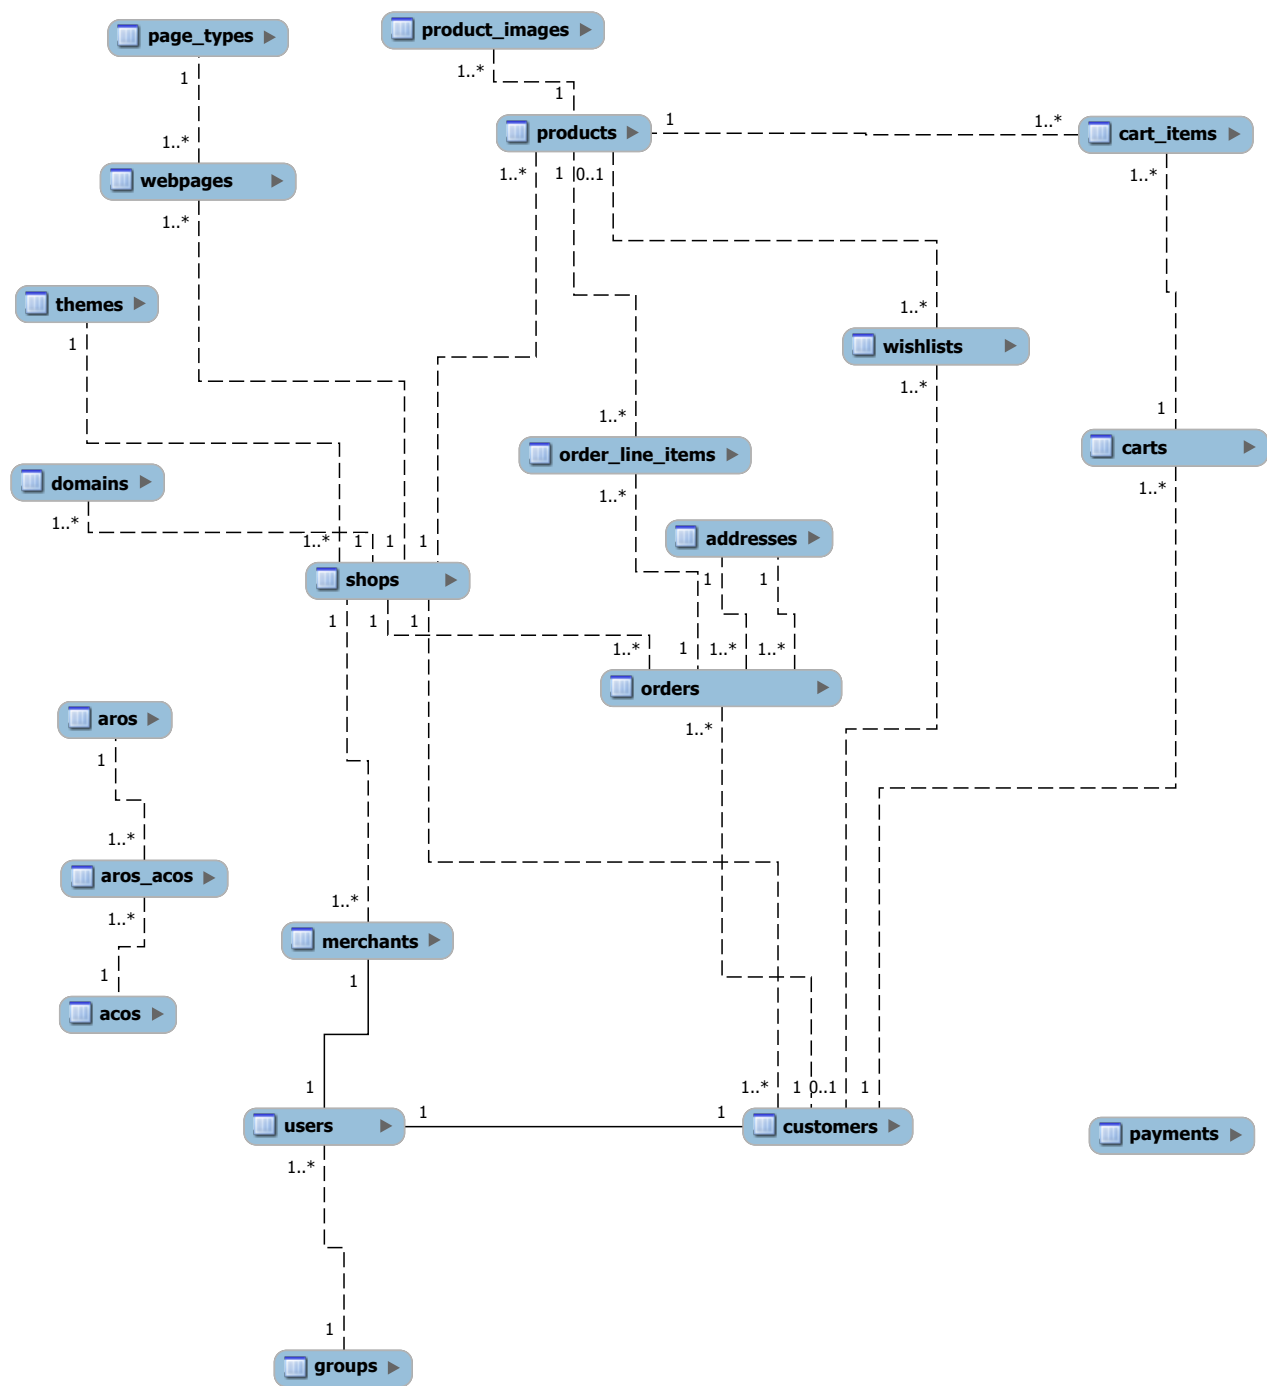 page_types
product_images
1
1..*
1
products
1
1..*
cart_items
1..*
webpages
1..*
1..*
1
0..1
1..*
themes
1
1..*
wishlists
1..*
1..*
order_line_items
1..*
1
carts
1..*
domains
1..*
1..*
1
1
1
addresses
shops
1
1
1
1
1
1..*
1
1..*
1..*
orders
1..*
aros
1
1..*
aros_acos
1..*
1
acos
1..*
merchants
1
1
users
1
1
1..*
1
0..1
1
customers
payments
1..*
1
groups